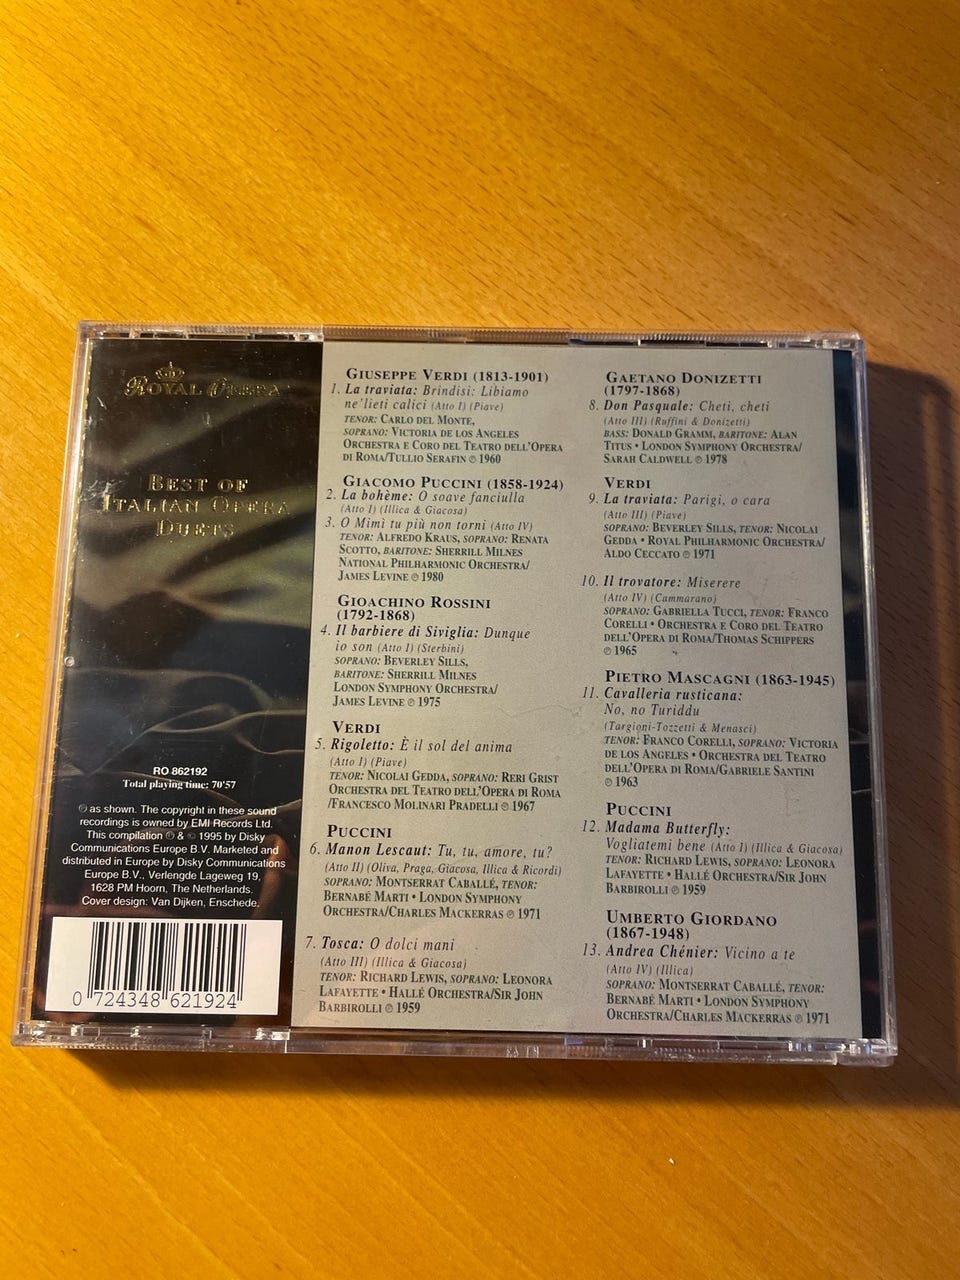 ROYAL OPERA
BEST OF
ITALIAN OPERA
DUETS
RO 862192
Total playing time: 70'57
℗ as shown. The copyright in these sound
recordings is owned by EMI Records Ltd.
This compilation ℗ & © 1995 by Disky
Communications Europe B.V. Marketed and
distributed in Europe by Disky Communications
Europe B.V., Verlengde Lageweg 19,
1628 PM Hoorn, The Netherlands.
Cover design: Van Dijken, Enschede.
0 724348 621924
GIUSEPPE VERDI (1813-1901)
1. La traviata: Brindisi: Libiamo
ne'lieti calici (Atto I) (Piave)
TENOR: CARLO DEL MONTE,
SOPRANO: VICTORIA DE LOS ANGELES
ORCHESTRA E CORO DEL TEATRO DELL'OPERA
DI ROMA/TULLIO SERAFIN ℗ 1960
GIACOMO PUCCINI (1858-1924)
2. La bohème: O soave fanciulla
(Atto I) (Illica & Giacosa)
3. O Mimì tu più non torni (Atto IV)
TENOR: ALFREDO KRAUS, SOPRANO: RENATA
SCOTTO, BARITONE: SHERRILL MILNES
NATIONAL PHILHARMONIC ORCHESTRA/
JAMES LEVINE ℗ 1980
GIOACHINO ROSSINI
(1792-1868)
4. Il barbiere di Siviglia: Dunque
io son (Atto I) (Sterbini)
SOPRANO: BEVERLEY SILLS,
BARITONE: SHERRILL MILNES
LONDON SYMPHONY ORCHESTRA/
JAMES LEVINE ℗ 1975
VERDI
5. Rigoletto: È il sol del anima
(Atto I) (Piave)
TENOR: NICOLAI GEDDA, SOPRANO: RERI GRIST
ORCHESTRA DEL TEATRO DELL'OPERA DI ROMA
/FRANCESCO MOLINARI PRADELLI ℗ 1967
PUCCINI
6. Manon Lescaut: Tu, tu, amore, tu?
(Atto II) (Oliva, Praga, Giacosa, Illica & Ricordi)
SOPRANO: MONTSERRAT CABALLÉ, TENOR:
BERNABÉ MARTI • LONDON SYMPHONY
ORCHESTRA/CHARLES MACKERRAS ℗ 1971
7. Tosca: O dolci mani
(Atto III) (Illica & Giacosa)
TENOR: RICHARD LEWIS, SOPRANO: LEONORA
LAFAYETTE • HALLÉ ORCHESTRA/SIR JOHN
BARBIROLLI ℗ 1959
GAETANO DONIZETTI
(1797-1868)
8. Don Pasquale: Cheti, cheti
(Atto III) (Ruffini & Donizetti)
BASS: DONALD GRAMM, BARITONE: ALAN
TITUS • LONDON SYMPHONY ORCHESTRA/
SARAH CALDWELL ℗ 1978
VERDI
9. La traviata: Parigi, o cara
(Atto III) (Piave)
SOPRANO: BEVERLEY SILLS, TENOR: NICOLAI
GEDDA • ROYAL PHILHARMONIC ORCHESTRA/
ALDO CECCATO ℗ 1971
10. Il trovatore: Miserere
(Atto IV) (Cammarano)
SOPRANO: GABRIELLA TUCCI, TENOR: FRANCO
CORELLI • ORCHESTRA E CORO DEL TEATRO
DELL'OPERA DI ROMA/THOMAS SCHIPPERS
℗ 1965
PIETRO MASCAGNI (1863-1945)
11. Cavalleria rusticana:
No, no Turiddu
(Targioni-Tozzetti & Menasci)
TENOR: FRANCO CORELLI, SOPRANO: VICTORIA
DE LOS ANGELES • ORCHESTRA DEL TEATRO
DELL'OPERA DI ROMA/GABRIELE SANTINI
℗ 1963
PUCCINI
12. Madama Butterfly:
Vogliatemi bene (Atto I) (Illica & Giacosa)
TENOR: RICHARD LEWIS, SOPRANO: LEONORA
LAFAYETTE • HALLÉ ORCHESTRA/SIR JOHN
BARBIROLLI ℗ 1959
UMBERTO GIORDANO
(1867-1948)
13. Andrea Chénier: Vicino a te
(Atto IV) (Illica)
SOPRANO: MONTSERRAT CABALLÉ, TENOR:
BERNABÉ MARTI • LONDON SYMPHONY
ORCHESTRA/CHARLES MACKERRAS ℗ 1971